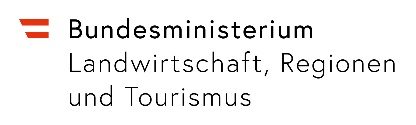 Bundesministerium
Landwirtschaft, Regionen
und Tourismus